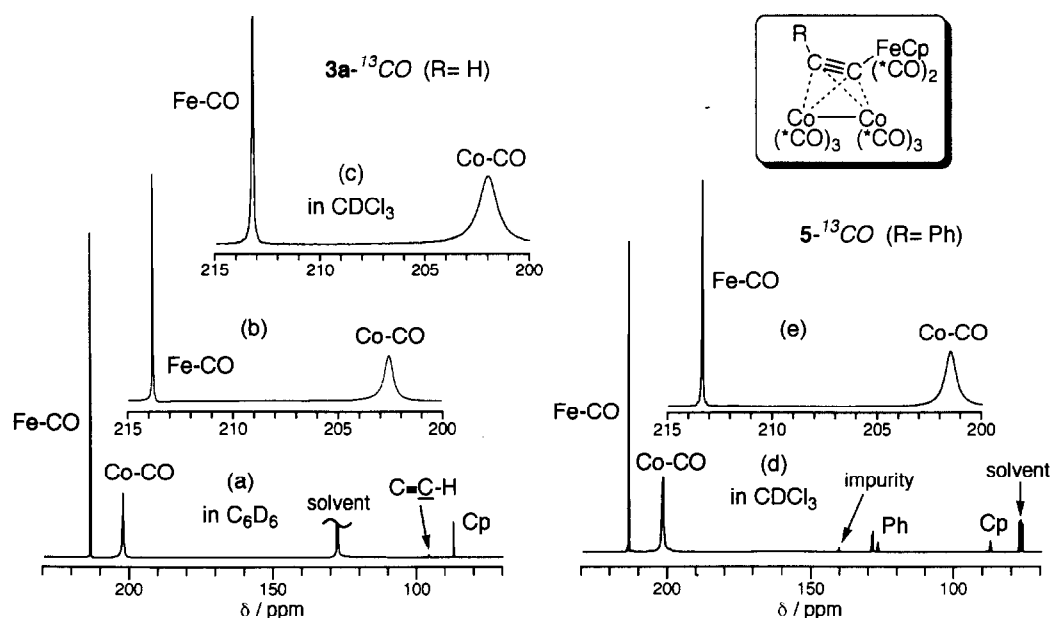 3a-¹³CO (R= H)
Fe-CO
(c)
in CDCl₃
Co-CO
215 210 205 200
(b)
Fe-CO
Co-CO
215 210 205 200
Fe-CO
Co-CO
(a)
in C₆D₆
solvent
C≡C-H
Cp
200 150 100
δ / ppm
R
FeCp
C≡C
(*CO)₂
Co—Co
(*CO)₃ (*CO)₃
5-¹³CO (R= Ph)
Fe-CO
(e)
Co-CO
215 210 205 200
Fe-CO
Co-CO
(d)
in CDCl₃
impurity
Ph
Cp
solvent
200 150 100
δ / ppm